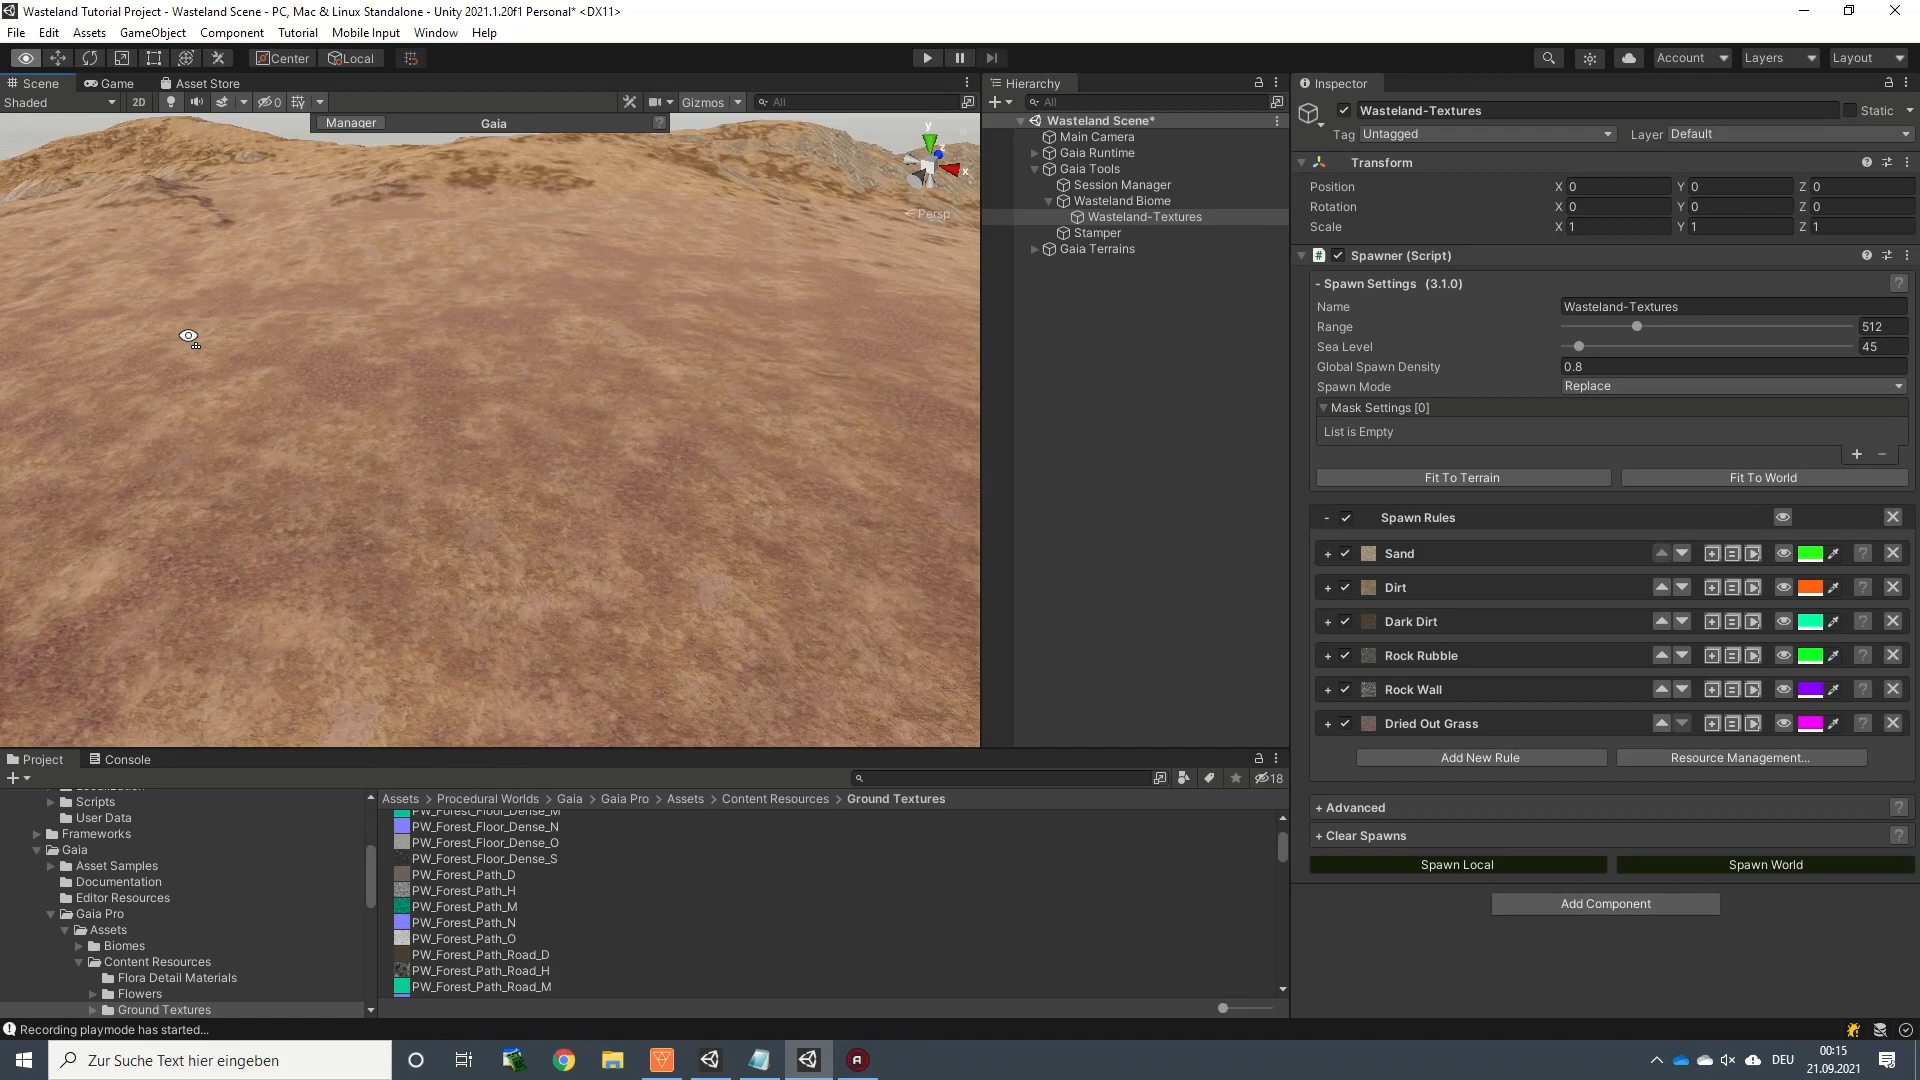 Wasteland Tutorial Project - Wasteland Scene - PC, Mac & Linux Standalone - Unity 2021.1.20f1 Personal* <DX11>
File Edit Assets GameObject Component Tutorial Mobile Input Window Help
Center Local Account Layers Layout
Scene Game Asset Store
Shaded 2D 0 Gizmos All
Manager Gaia ?
y z x
Persp
Hierarchy
All
Wasteland Scene*
Main Camera
Gaia Runtime
Gaia Tools
Session Manager
Wasteland Biome
Wasteland-Textures
Stamper
Gaia Terrains
Inspector
Wasteland-Textures Static
Tag Untagged Layer Default
Transform
Position X 0 Y 0 Z 0
Rotation X 0 Y 0 Z 0
Scale X 1 Y 1 Z 1
# Spawner (Script)
- Spawn Settings (3.1.0) ?
Name Wasteland-Textures
Range 512
Sea Level 45
Global Spawn Density 0.8
Spawn Mode Replace
Mask Settings [0]
List is Empty
+ -
Fit To Terrain Fit To World
- Spawn Rules
+ Sand ?
+ Dirt ?
+ Dark Dirt ?
+ Rock Rubble ?
+ Rock Wall ?
+ Dried Out Grass ?
Add New Rule Resource Management...
+ Advanced ?
+ Clear Spawns ?
Spawn Local Spawn World
Add Component
Project Console
18
Scripts
User Data
Frameworks
Gaia
Asset Samples
Documentation
Editor Resources
Gaia Pro
Assets
Biomes
Content Resources
Flora Detail Materials
Flowers
Ground Textures
Assets > Procedural Worlds > Gaia > Gaia Pro > Assets > Content Resources > Ground Textures
PW_Forest_Floor_Dense_M
PW_Forest_Floor_Dense_N
PW_Forest_Floor_Dense_O
PW_Forest_Floor_Dense_S
PW_Forest_Path_D
PW_Forest_Path_H
PW_Forest_Path_M
PW_Forest_Path_N
PW_Forest_Path_O
PW_Forest_Path_Road_D
PW_Forest_Path_Road_H
PW_Forest_Path_Road_M
Recording playmode has started...
Zur Suche Text hier eingeben
DEU
00:15
21.09.2021